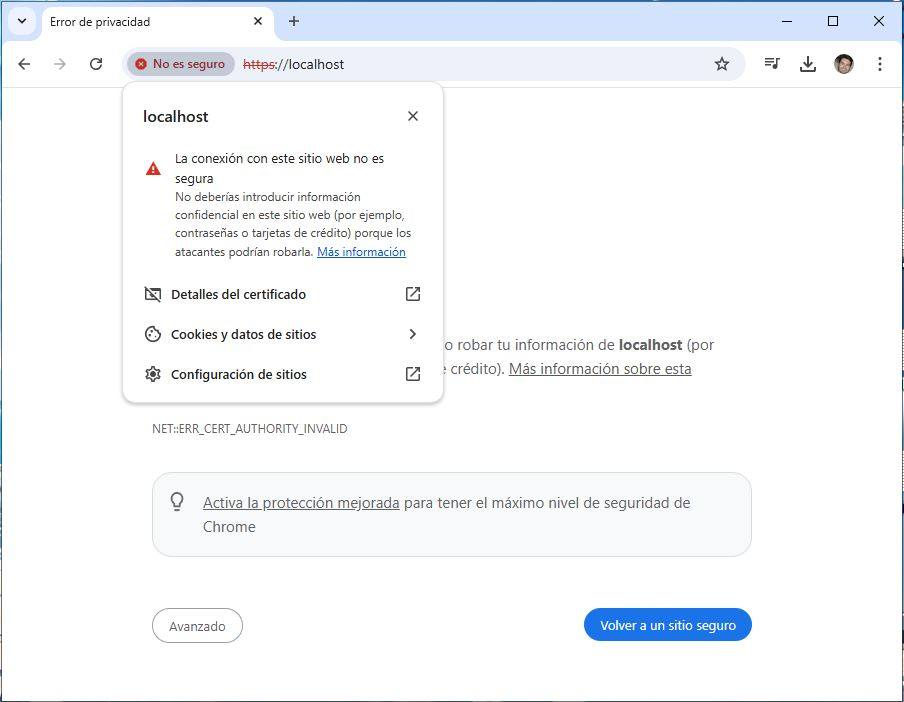 Error de privacidad
No es seguro
https://localhost
localhost
La conexión con este sitio web no es
segura
No deberías introducir información
confidencial en este sitio web (por ejemplo,
contraseñas o tarjetas de crédito) porque los
atacantes podrían robarla. Más información
Detalles del certificado
Cookies y datos de sitios
Configuración de sitios
o robar tu información de localhost (por
crédito). Más información sobre esta
NET::ERR_CERT_AUTHORITY_INVALID
Activa la protección mejorada para tener el máximo nivel de seguridad de
Chrome
Avanzado
Volver a un sitio seguro